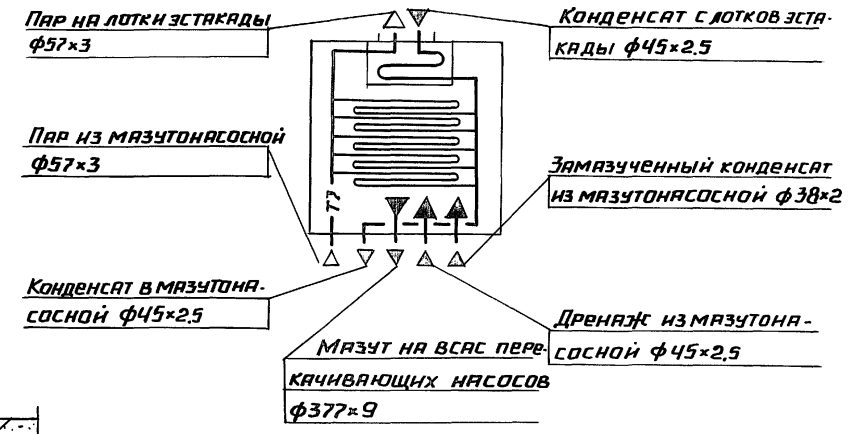 Пар на лотки эстакады
ф57×3
Конденсат с лотков эста-
кады ф45×2.5
Пар из мазутонасосной
ф57×3
Замазученный конденсат
из мазутонасосной ф38×2
Т7
Конденсат в мазутона-
сосной ф45×2,5
Дренаж из мазутона-
сосной ф45×2,5
Мазут на всас пере-
качивающих насосов
ф377×9